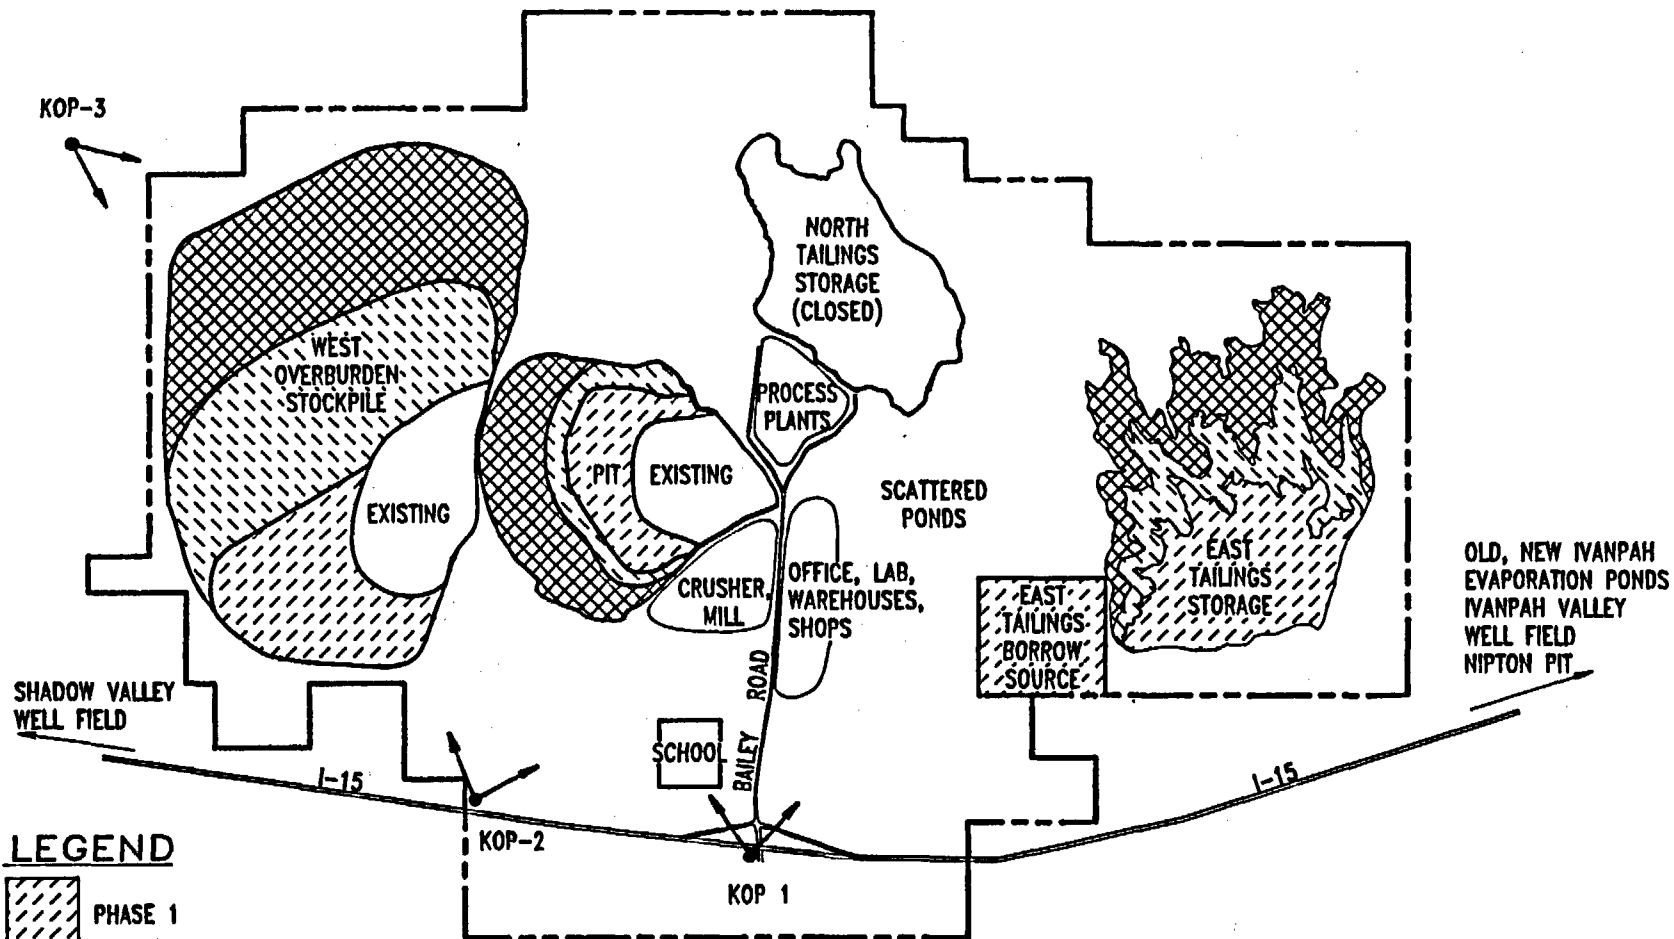 KOP-3
NORTH
TAILINGS
STORAGE
(CLOSED)
WEST
OVERBURDEN
STOCKPILE
PROCESS
PLANTS
PIT
EXISTING
EXISTING
SCATTERED
PONDS
EAST
TAILINGS
STORAGE
OLD, NEW IVANPAH
EVAPORATION PONDS
IVANPAH VALLEY
WELL FIELD
NIPTON PIT
CRUSHER,
MILL
OFFICE, LAB,
WAREHOUSES,
SHOPS
EAST
TAILINGS
BORROW
SOURCE
SHADOW VALLEY
WELL FIELD
BAILEY ROAD
SCHOOL
I-15
I-15
KOP-2
KOP 1
LEGEND
PHASE 1